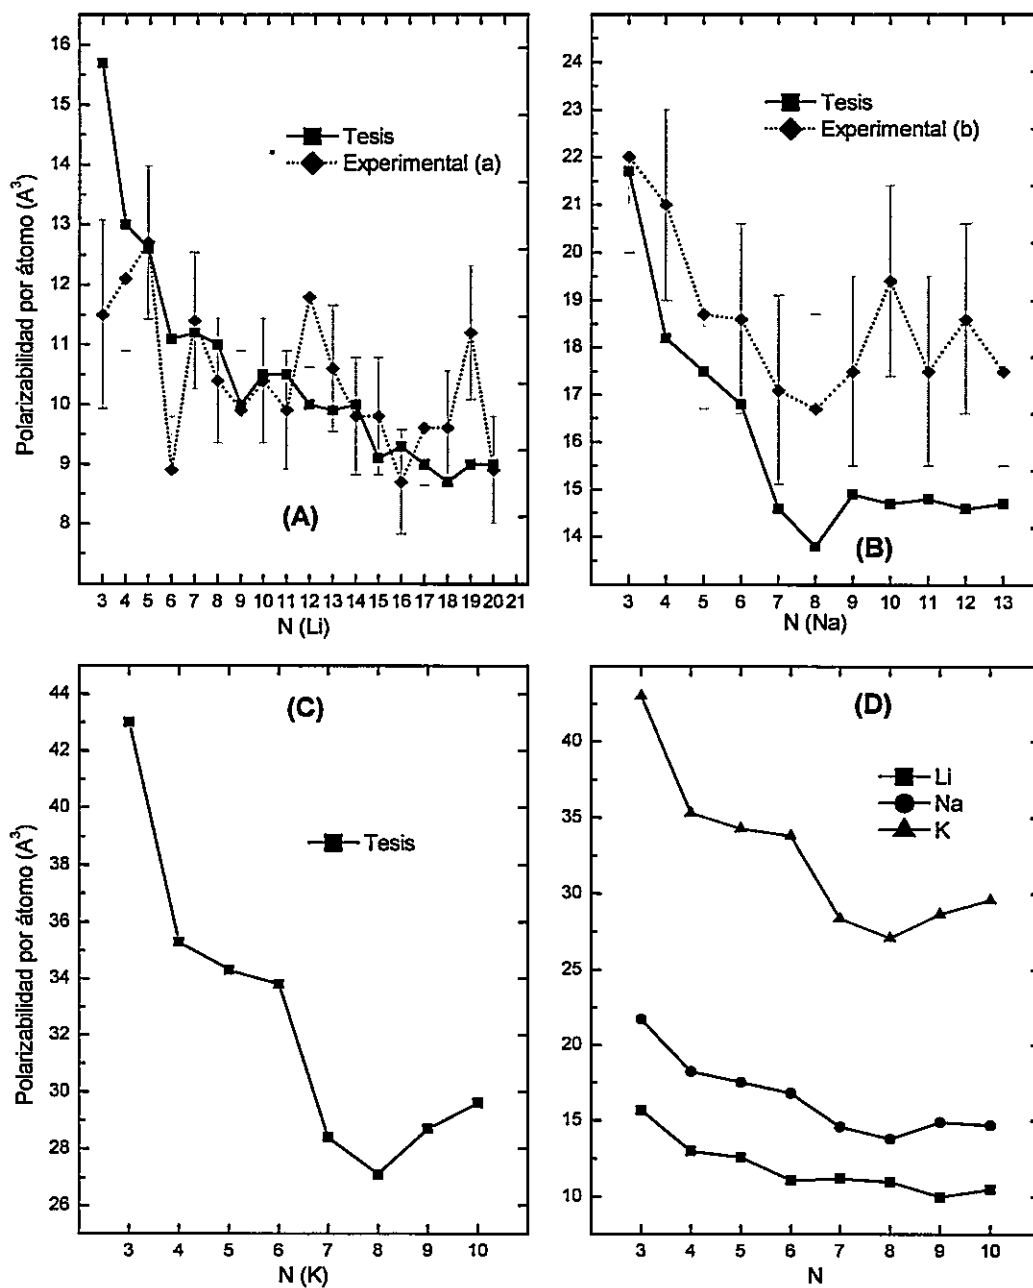 Polarizabilidad por átomo (A³)
16
15
14
13
12
11
10
9
8
Tesis
Experimental (a)
(A)
3 4 5 6 7 8 9 10 11 12 13 14 15 16 17 18 19 20 21
N (Li)
24
23
22
21
20
19
18
17
16
15
14
Tesis
Experimental (b)
(B)
3 4 5 6 7 8 9 10 11 12 13
N (Na)
Polarizabilidad por átomo (A³)
44
42
40
38
36
34
32
30
28
26
(C)
Tesis
3 4 5 6 7 8 9 10
N (K)
40
35
30
25
20
15
10
(D)
Li
Na
K
3 4 5 6 7 8 9 10
N